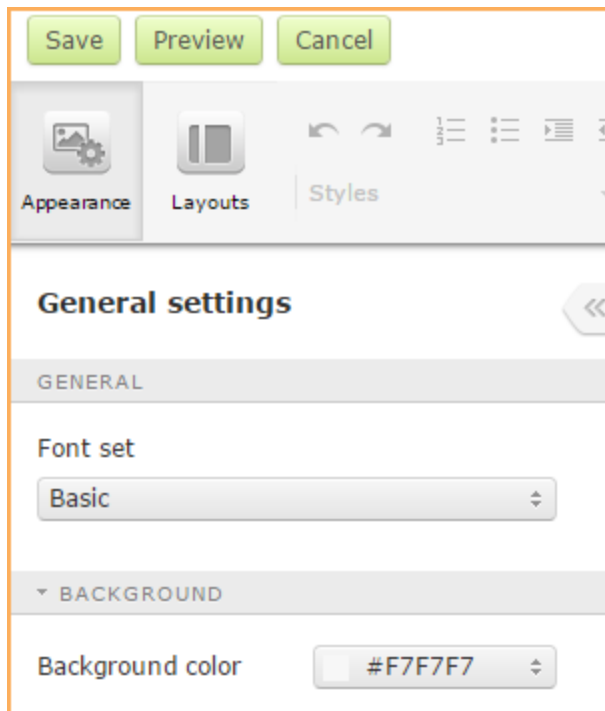 Save Preview Cancel
Appearance Layouts Styles
General settings
GENERAL
Font set
Basic
BACKGROUND
Background color #F7F7F7